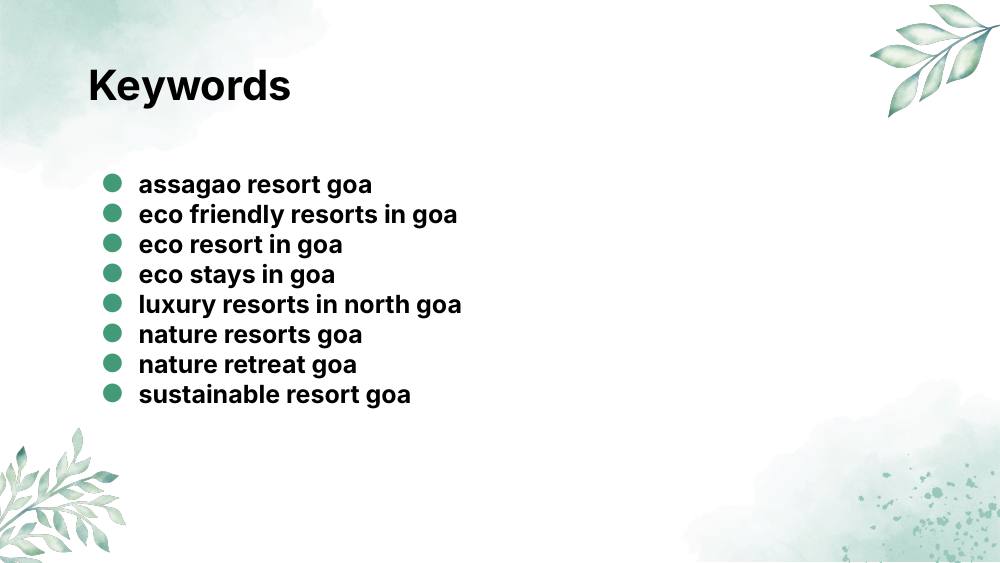 Keywords
assagao resort goa
eco friendly resorts in goa
eco resort in goa
eco stays in goa
luxury resorts in north goa
nature resorts goa
nature retreat goa
sustainable resort goa